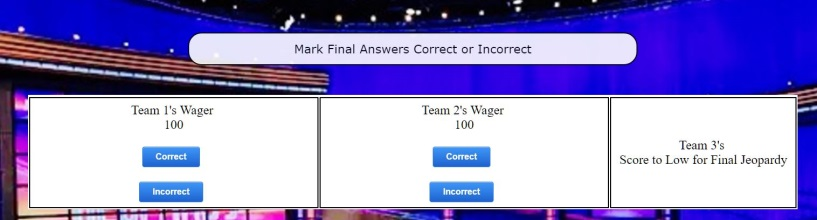 Mark Final Answers Correct or Incorrect
Team 1's Wager
100
Correct
Incorrect
Team 2's Wager
100
Correct
Incorrect
Team 3's
Score to Low for Final Jeopardy